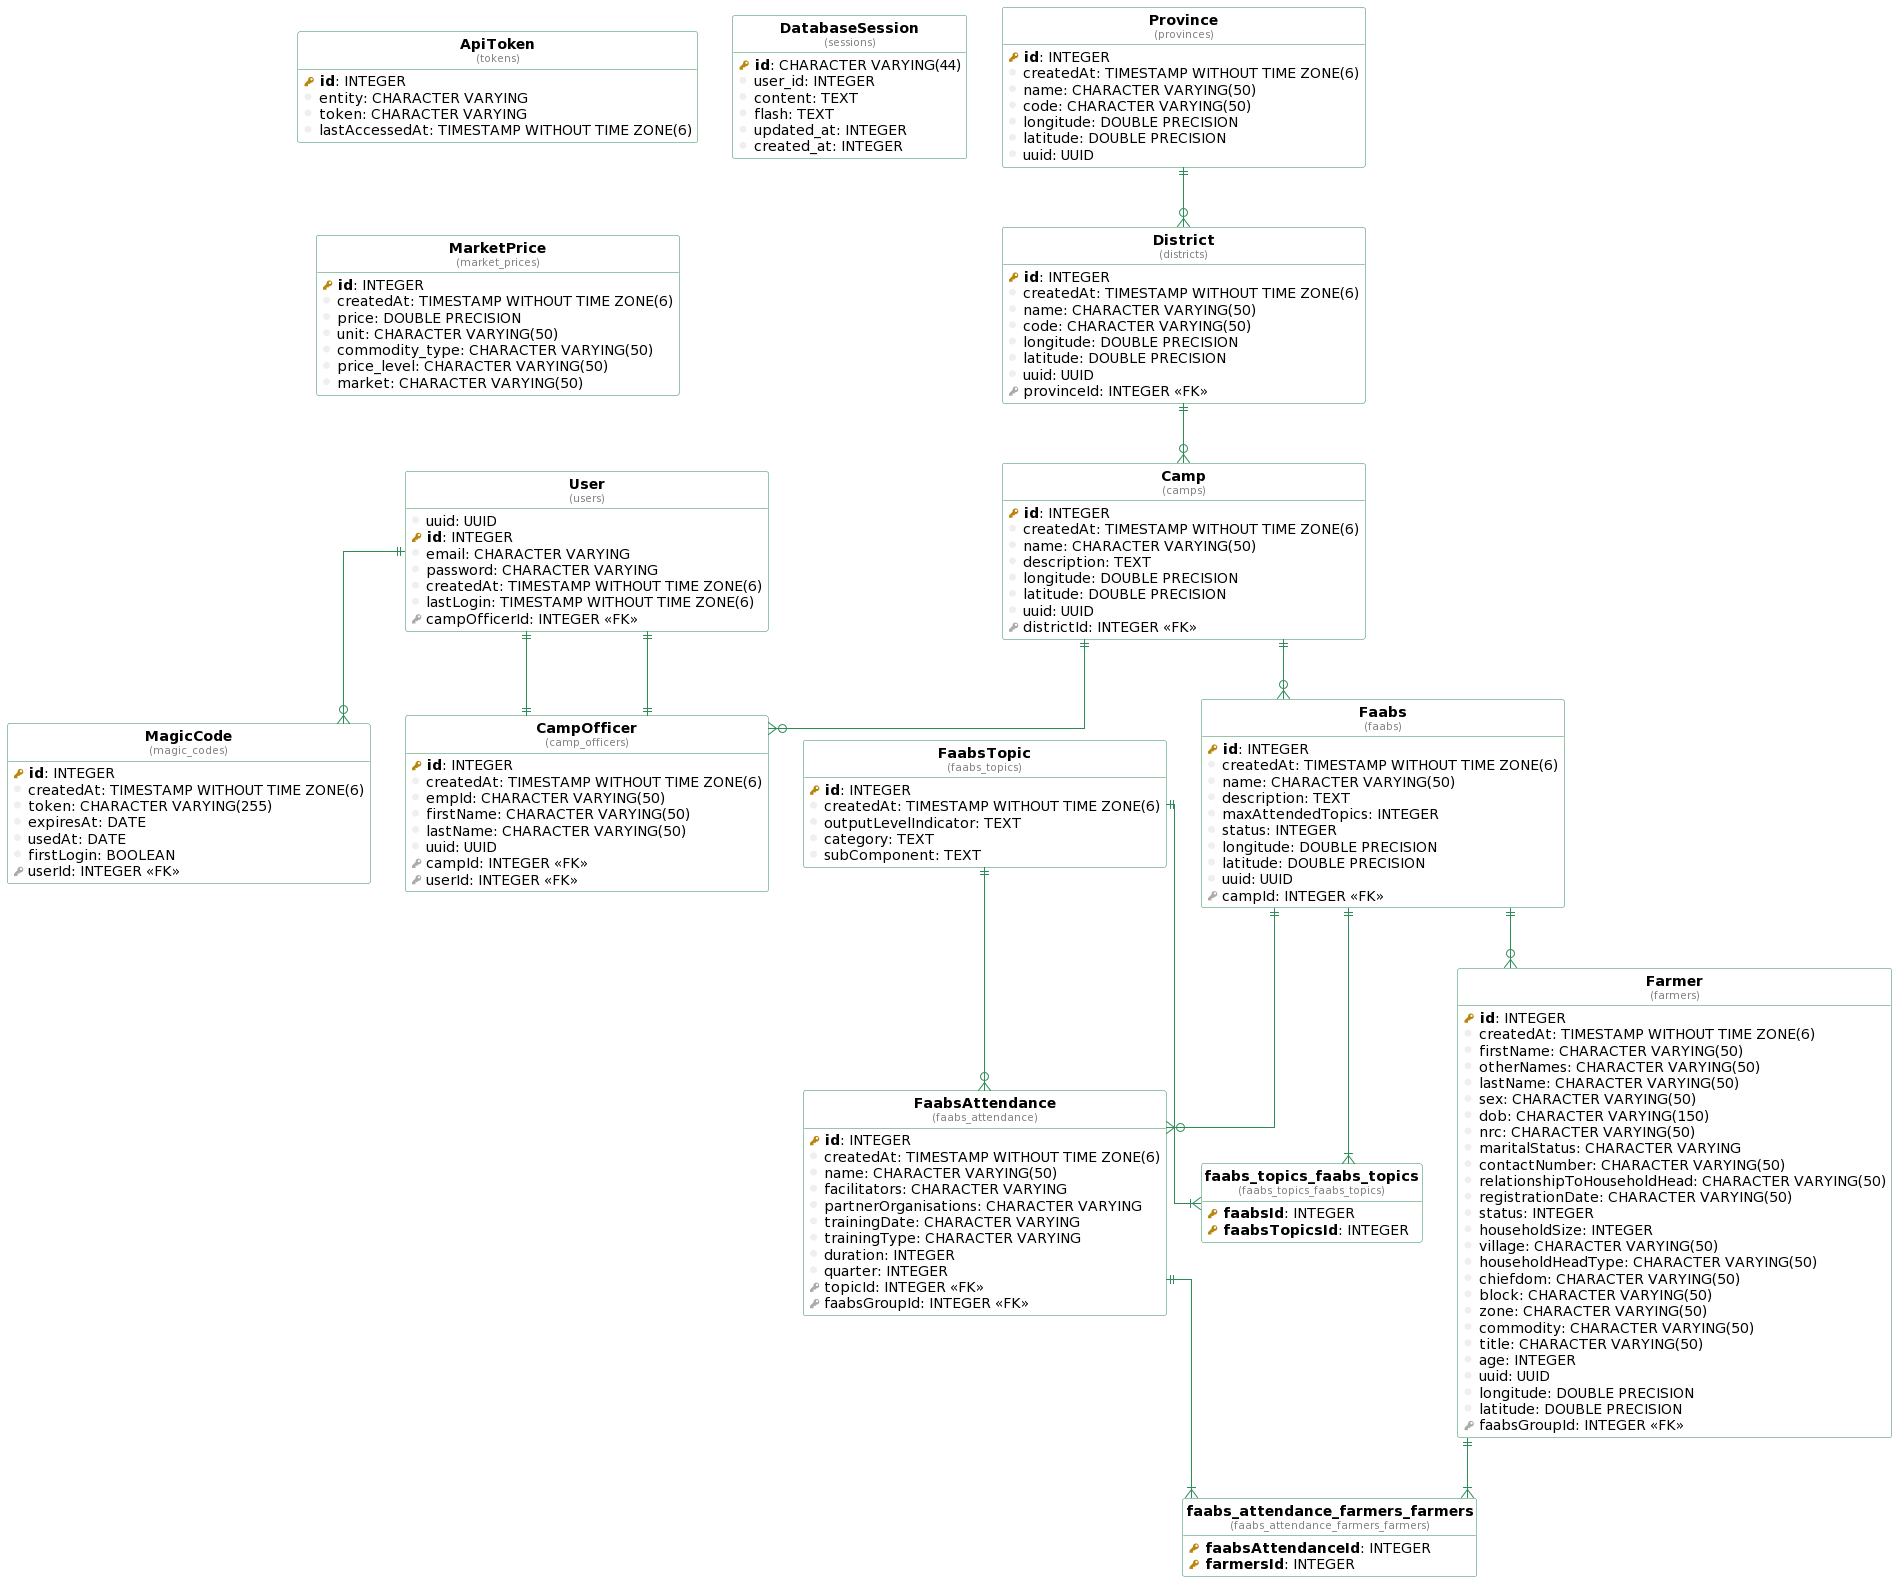 ApiToken
(tokens)
id: INTEGER
entity: CHARACTER VARYING
token: CHARACTER VARYING
lastAccessedAt: TIMESTAMP WITHOUT TIME ZONE(6)
DatabaseSession
(sessions)
id: CHARACTER VARYING(44)
user_id: INTEGER
content: TEXT
flash: TEXT
updated_at: INTEGER
created_at: INTEGER
Province
(provinces)
id: INTEGER
createdAt: TIMESTAMP WITHOUT TIME ZONE(6)
name: CHARACTER VARYING(50)
code: CHARACTER VARYING(50)
longitude: DOUBLE PRECISION
latitude: DOUBLE PRECISION
uuid: UUID
MarketPrice
(market_prices)
id: INTEGER
createdAt: TIMESTAMP WITHOUT TIME ZONE(6)
price: DOUBLE PRECISION
unit: CHARACTER VARYING(50)
commodity_type: CHARACTER VARYING(50)
price_level: CHARACTER VARYING(50)
market: CHARACTER VARYING(50)
District
(districts)
id: INTEGER
createdAt: TIMESTAMP WITHOUT TIME ZONE(6)
name: CHARACTER VARYING(50)
code: CHARACTER VARYING(50)
longitude: DOUBLE PRECISION
latitude: DOUBLE PRECISION
uuid: UUID
provinceId: INTEGER «FK»
User
(users)
uuid: UUID
id: INTEGER
email: CHARACTER VARYING
password: CHARACTER VARYING
createdAt: TIMESTAMP WITHOUT TIME ZONE(6)
lastLogin: TIMESTAMP WITHOUT TIME ZONE(6)
campOfficerId: INTEGER «FK»
Camp
(camps)
id: INTEGER
createdAt: TIMESTAMP WITHOUT TIME ZONE(6)
name: CHARACTER VARYING(50)
description: TEXT
longitude: DOUBLE PRECISION
latitude: DOUBLE PRECISION
uuid: UUID
districtId: INTEGER «FK»
MagicCode
(magic_codes)
id: INTEGER
createdAt: TIMESTAMP WITHOUT TIME ZONE(6)
token: CHARACTER VARYING(255)
expiresAt: DATE
usedAt: DATE
firstLogin: BOOLEAN
userId: INTEGER «FK»
CampOfficer
(camp_officers)
id: INTEGER
createdAt: TIMESTAMP WITHOUT TIME ZONE(6)
empId: CHARACTER VARYING(50)
firstName: CHARACTER VARYING(50)
lastName: CHARACTER VARYING(50)
uuid: UUID
campId: INTEGER «FK»
userId: INTEGER «FK»
FaabsTopic
(faabs_topics)
id: INTEGER
createdAt: TIMESTAMP WITHOUT TIME ZONE(6)
outputLevelIndicator: TEXT
category: TEXT
subComponent: TEXT
Faabs
(faabs)
id: INTEGER
createdAt: TIMESTAMP WITHOUT TIME ZONE(6)
name: CHARACTER VARYING(50)
description: TEXT
maxAttendedTopics: INTEGER
status: INTEGER
longitude: DOUBLE PRECISION
latitude: DOUBLE PRECISION
uuid: UUID
campId: INTEGER «FK»
Farmer
(farmers)
id: INTEGER
createdAt: TIMESTAMP WITHOUT TIME ZONE(6)
firstName: CHARACTER VARYING(50)
otherNames: CHARACTER VARYING(50)
lastName: CHARACTER VARYING(50)
sex: CHARACTER VARYING(50)
dob: CHARACTER VARYING(150)
nrc: CHARACTER VARYING(50)
maritalStatus: CHARACTER VARYING
contactNumber: CHARACTER VARYING(50)
relationshipToHouseholdHead: CHARACTER VARYING(50)
registrationDate: CHARACTER VARYING(50)
status: INTEGER
householdSize: INTEGER
village: CHARACTER VARYING(50)
householdHeadType: CHARACTER VARYING(50)
chiefdom: CHARACTER VARYING(50)
block: CHARACTER VARYING(50)
zone: CHARACTER VARYING(50)
commodity: CHARACTER VARYING(50)
title: CHARACTER VARYING(50)
age: INTEGER
uuid: UUID
longitude: DOUBLE PRECISION
latitude: DOUBLE PRECISION
faabsGroupId: INTEGER «FK»
FaabsAttendance
(faabs_attendance)
id: INTEGER
createdAt: TIMESTAMP WITHOUT TIME ZONE(6)
name: CHARACTER VARYING(50)
facilitators: CHARACTER VARYING
partnerOrganisations: CHARACTER VARYING
trainingDate: CHARACTER VARYING
trainingType: CHARACTER VARYING
duration: INTEGER
quarter: INTEGER
topicId: INTEGER «FK»
faabsGroupId: INTEGER «FK»
faabs_topics_faabs_topics
(faabs_topics_faabs_topics)
faabsId: INTEGER
faabsTopicsId: INTEGER
faabs_attendance_farmers_farmers
(faabs_attendance_farmers_farmers)
faabsAttendanceId: INTEGER
farmersId: INTEGER